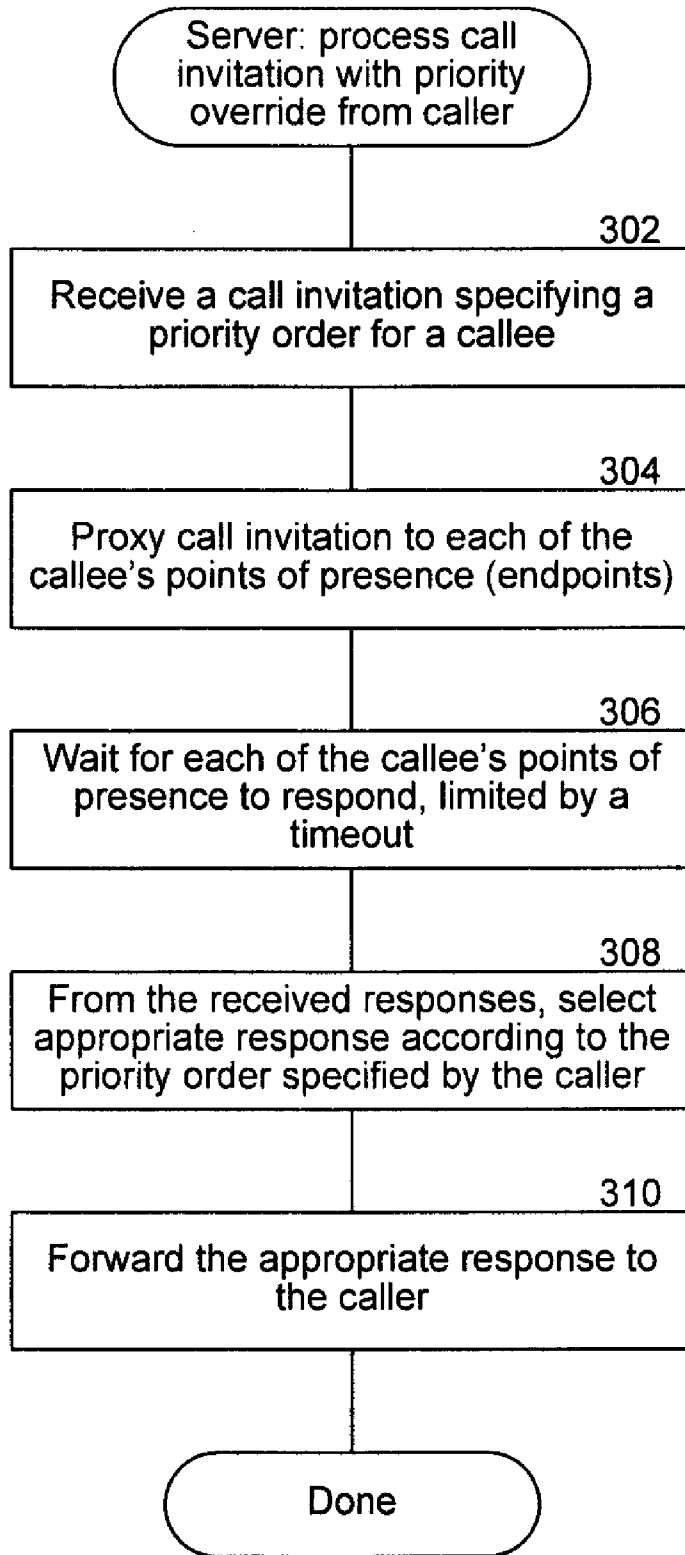 Server: process call
invitation with priority
override from caller
302
Receive a call invitation specifying a
priority order for a callee
304
Proxy call invitation to each of the
callee's points of presence (endpoints)
306
Wait for each of the callee's points of
presence to respond, limited by a
timeout
308
From the received responses, select
appropriate response according to the
priority order specified by the caller
310
Forward the appropriate response to
the caller
Done